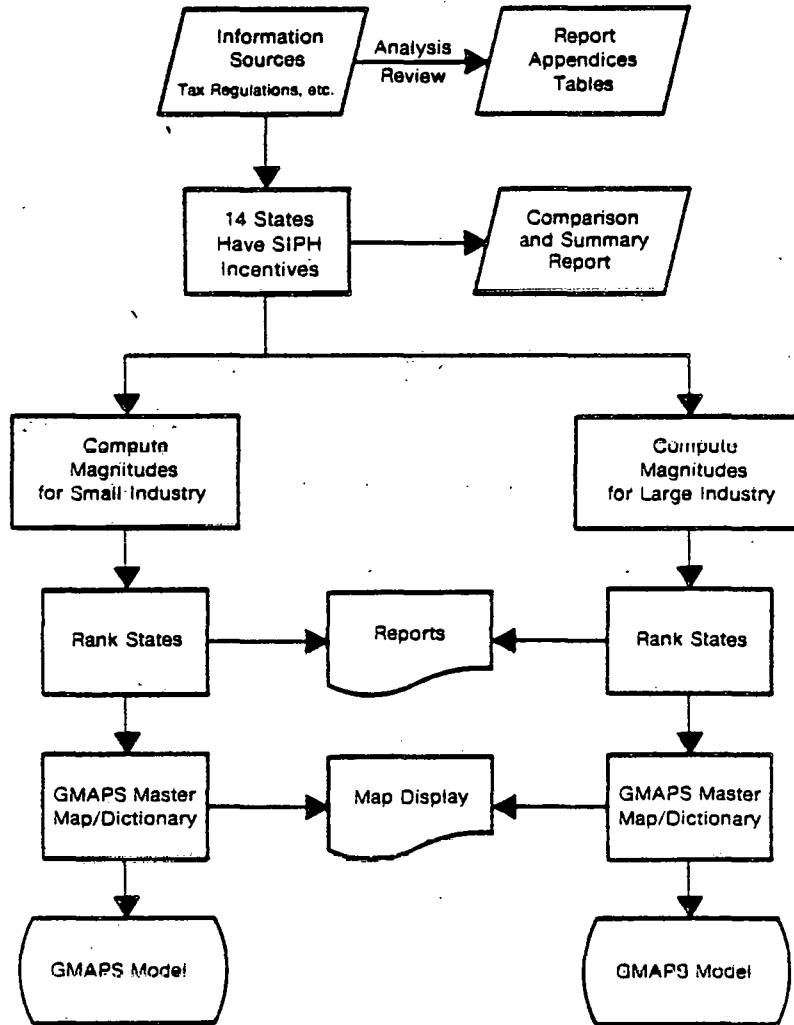 Information
Sources
Tax Regulations, etc.
Analysis
Review
Report
Appendices
Tables
14 States
Have SIPH
Incentives
Comparison
and Summary
Report
Compute
Magnitudes
for Small Industry
Compute
Magnitudes
for Large Industry
Rank States
Reports
Rank States
GMAPS Master
Map/Dictionary
Map Display
GMAPS Master
Map/Dictionary
GMAPS Model
GMAPS Model